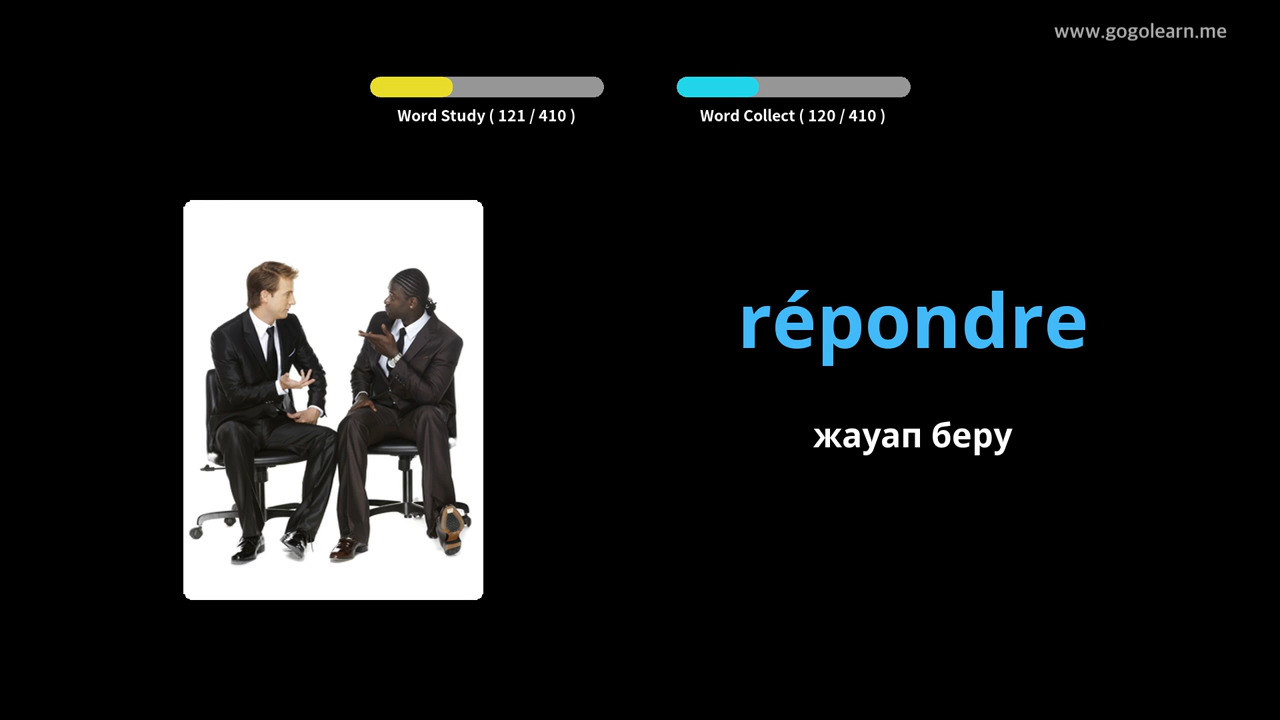 www.gogolearn.me
Word Study ( 121 / 410 )
Word Collect ( 120 / 410 )
répondre
жауап беру